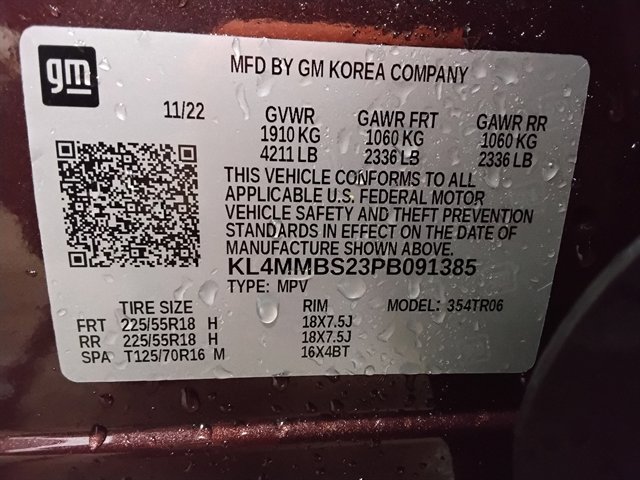 gm
MFD BY GM KOREA COMPANY
11/22 GVWR GAWR FRT GAWR RR
1910 KG 1060 KG 1060 KG
4211 LB 2336 LB 2336 LB
THIS VEHICLE CONFORMS TO ALL
APPLICABLE U.S. FEDERAL MOTOR
VEHICLE SAFETY AND THEFT PREVENTION
STANDARDS IN EFFECT ON THE DATE OF
MANUFACTURE SHOWN ABOVE.
KL4MMBS23PB091385
TYPE: MPV
TIRE SIZE RIM MODEL: 354TR06
FRT 225/55R18 H 18X7.5J
RR 225/55R18 H 18X7.5J
SPA T125/70R16 M 16X4BT